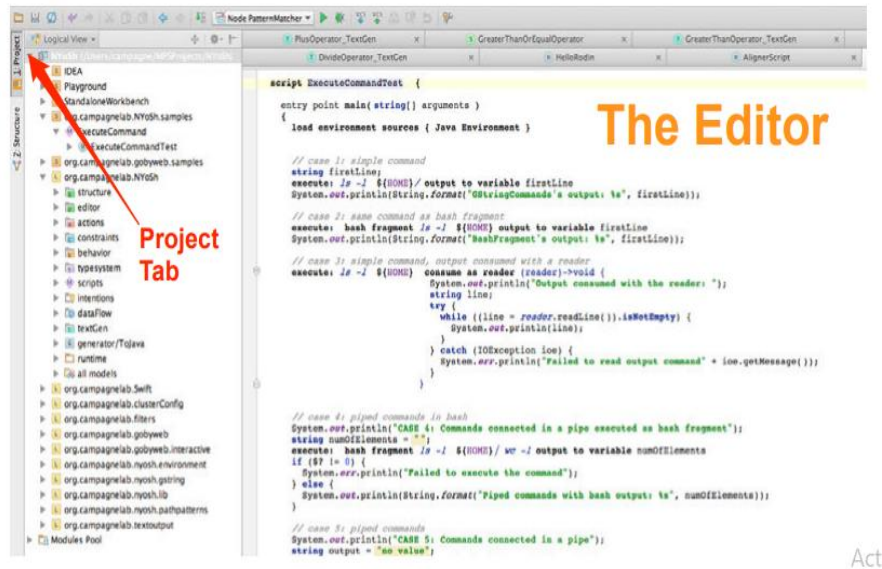 Node PatternMatcher
1: Project
2: Structure
Logical View
PlusOperator_TextGen
GreaterThanOrEqualOperator
GreaterThanOperator_TextGen
DivideOperator_TextGen
HelloRodin
AlignerScript
NYoSh (/Users/campagne/MPSProjects/NYoSh)
IDEA
Playground
StandaloneWorkbench
org.campagnelab.NYoSh.samples
ExecuteCommand
ExecuteCommandTest
org.campagnelab.gobyweb.samples
org.campagnelab.NYoSh
structure
editor
actions
constraints
behavior
typesystem
scripts
intentions
dataFlow
textGen
generator/ToJava
runtime
all models
org.campagnelab.Swift
org.campagnelab.clusterConfig
org.campagnelab.filters
org.campagnelab.gobyweb
org.campagnelab.gobyweb.interactive
org.campagnelab.nyosh.environment
org.campagnelab.nyosh.gstring
org.campagnelab.nyosh.lib
org.campagnelab.nyosh.pathpatterns
org.campagnelab.textoutput
Modules Pool
Project
Tab
The Editor
script ExecuteCommandTest {
entry point main( string[] arguments )
{
load environment sources { Java Environment }
// case 1: simple command
string firstLine;
execute: ls -l ${HOME}/ output to variable firstLine
System.out.println(String.format("GStringCommands's output: %s", firstLine));
// case 2: same command as bash fragment
execute: bash fragment ls -l ${HOME} output to variable firstLine
System.out.println(String.format("BashFragment's output: %s", firstLine));
// case 3: simple command, output consumed with a reader
execute: ls -l ${HOME} consume as reader (reader)->void {
System.out.println("Output consumed with the reader: ");
string line;
try {
while ((line = reader.readLine()).isNotEmpty) {
System.out.println(line);
}
} catch (IOException ioe) {
System.err.println("Failed to read output command" + ioe.getMessage());
}
}
// case 4: piped commands in bash
System.out.println("CASE 4: Commands connected in a pipe executed as bash fragment");
string numOfElements = "";
execute: bash fragment ls -l ${HOME}/ wc -l output to variable numOfElements
if ($? != 0) {
System.err.println("Failed to execute the command");
} else {
System.out.println(String.format("Piped commands with bash output: %s", numOfElements));
}
// case 5: piped commands
System.out.println("CASE 5: Commands connected in a pipe");
string output = "no value";
Act